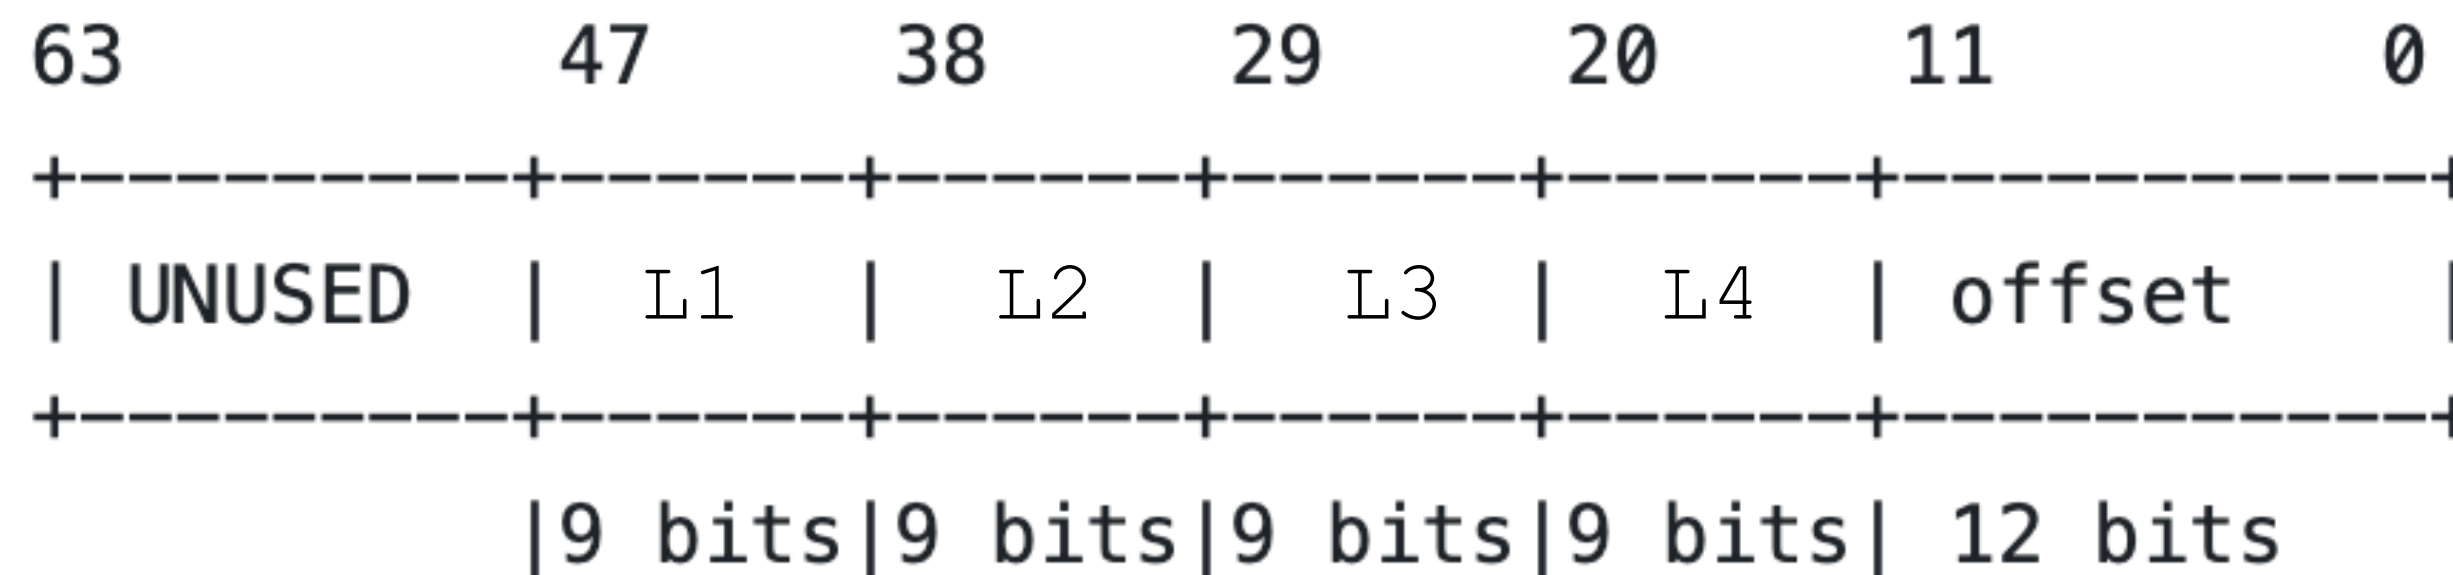 63         47     38     29     20     11        0
+----------+------+------+------+------+-----------+
| UNUSED   |  L1  |  L2  |  L3  |  L4  | offset    |
+----------+------+------+------+------+-----------+
           |9 bits|9 bits|9 bits|9 bits| 12 bits